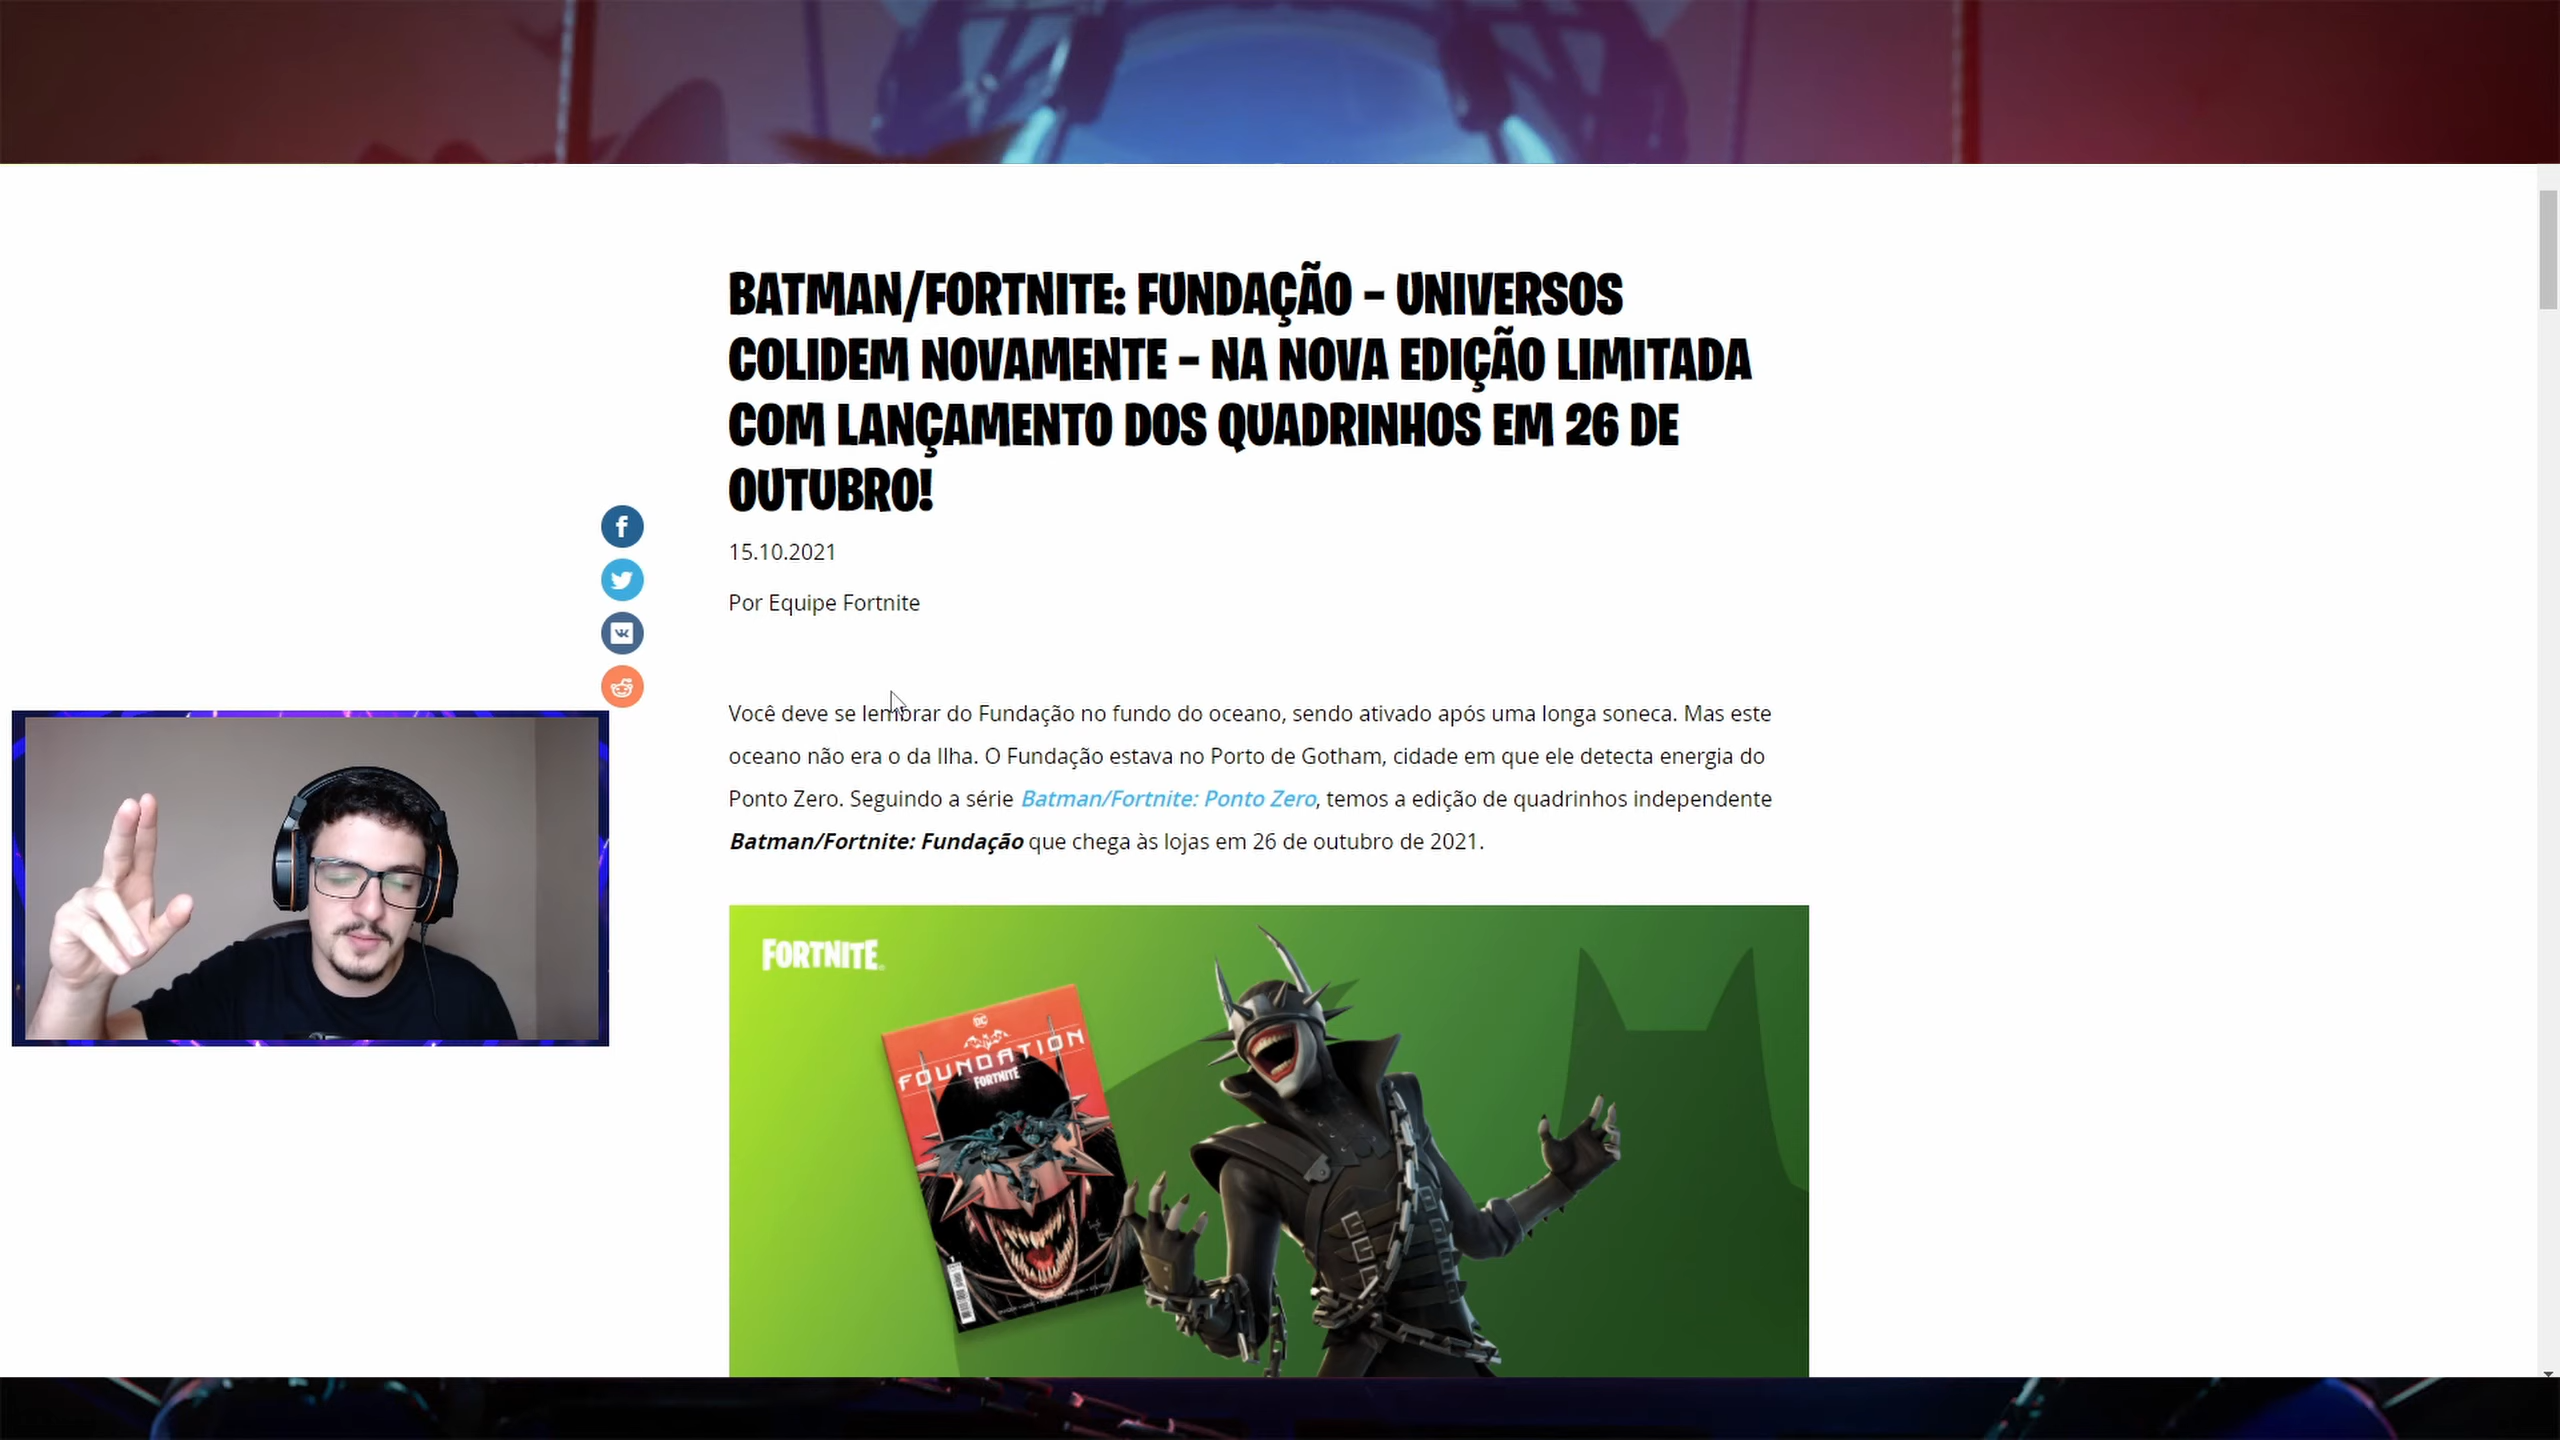 BATMAN/FORTNITE: FUNDAÇÃO – UNIVERSOS
COLIDEM NOVAMENTE – NA NOVA EDIÇÃO LIMITADA
COM LANÇAMENTO DOS QUADRINHOS EM 26 DE
OUTUBRO!
15.10.2021
Por Equipe Fortnite
Você deve se lembrar do Fundação no fundo do oceano, sendo ativado após uma longa soneca. Mas este
oceano não era o da Ilha. O Fundação estava no Porto de Gotham, cidade em que ele detecta energia do
Ponto Zero. Seguindo a série Batman/Fortnite: Ponto Zero, temos a edição de quadrinhos independente
Batman/Fortnite: Fundação que chega às lojas em 26 de outubro de 2021.
FORTNITE
DC
FOUNDATION
FORTNITE